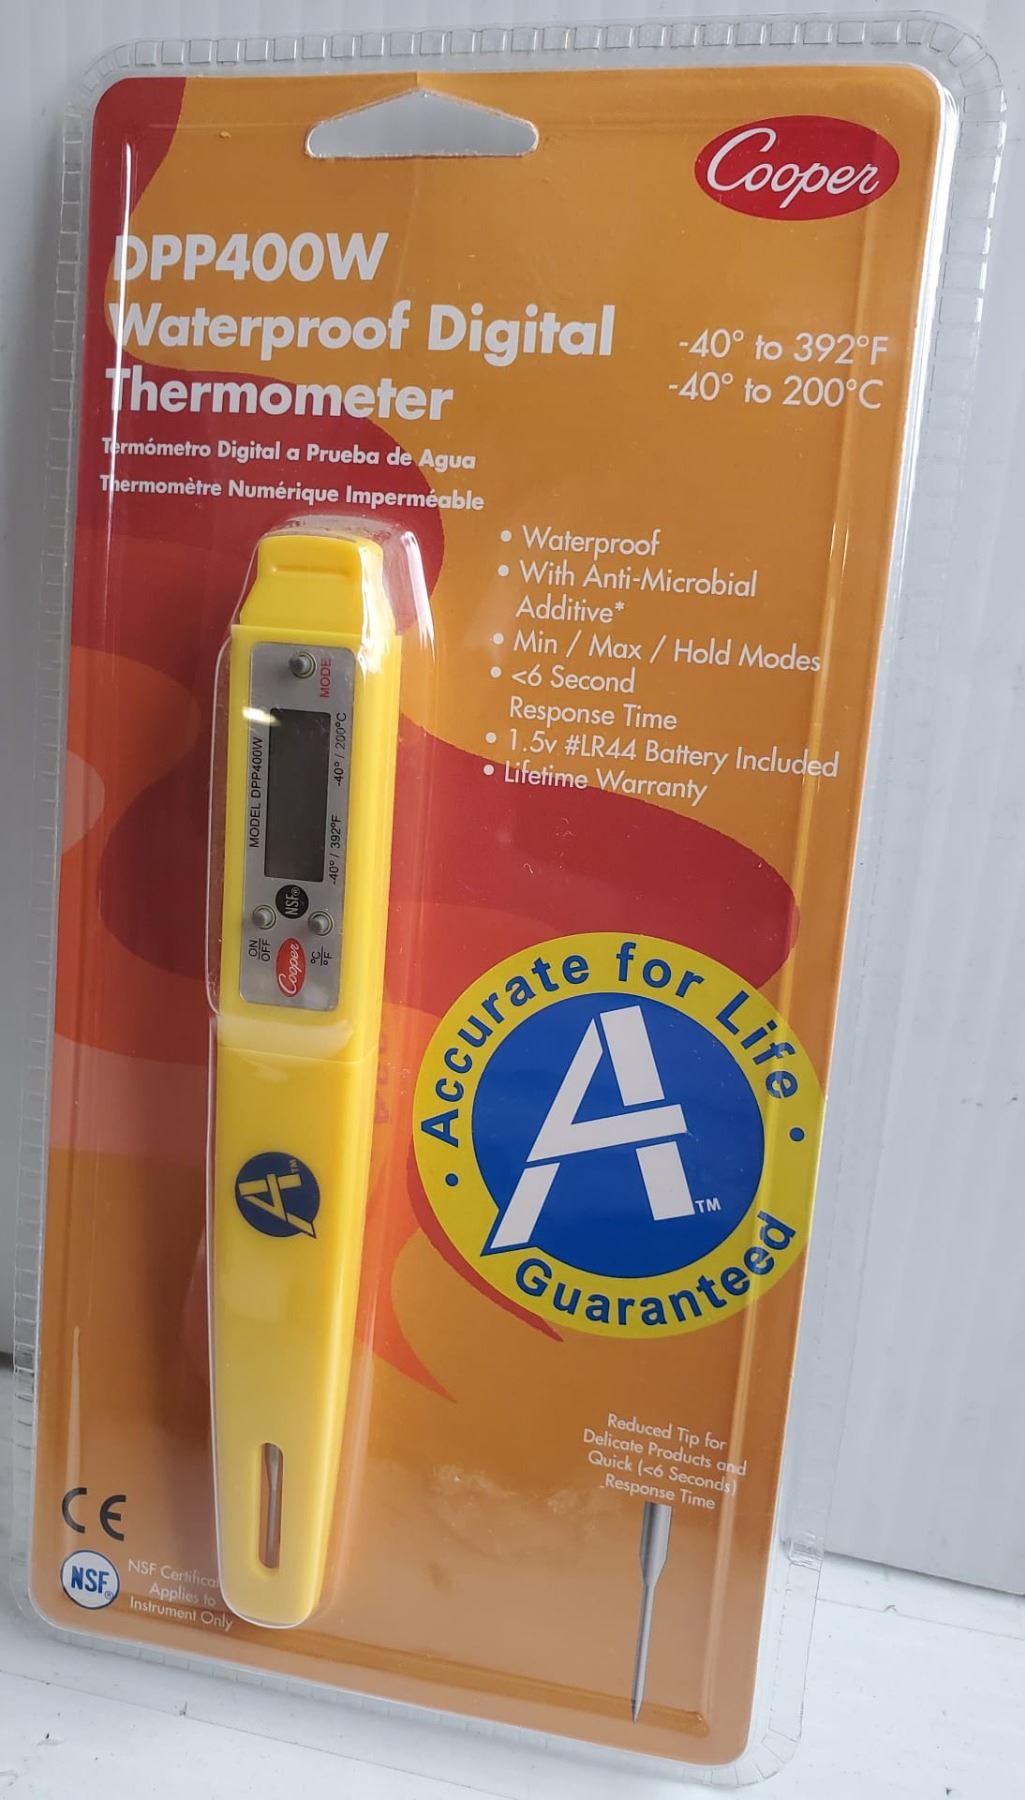 Cooper
DPP400W
Waterproof Digital
Thermometer
-40° to 392°F
-40° to 200°C
Termómetro Digital a Prueba de Agua
Thermomètre Numérique Imperméable
• Waterproof
• With Anti-Microbial
Additive*
• Min / Max / Hold Modes
• <6 Second
Response Time
• 1.5v #LR44 Battery Included
• Lifetime Warranty
MODE
MODEL DPP400W
-40° / 392°F
-40° / 200°C
NSF®
ON
OFF
Cooper
°C
°F
• Accurate for Life •
A™
Guaranteed
A™
Reduced Tip for
Delicate Products and
Quick (<6 Seconds)
Response Time
CE
NSF®
NSF
Applies to
Instrument Only